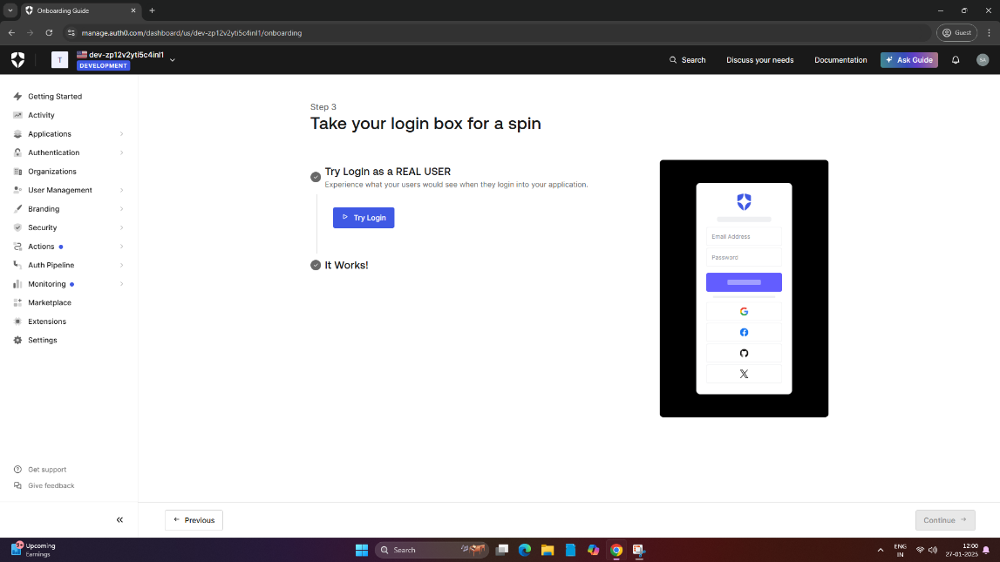 Onboarding Guide
manage.auth0.com/dashboard/us/dev-zp12v2yti5c4inl1/onboarding
Guest
T
dev-zp12v2yti5c4inl1
DEVELOPMENT
Search
Discuss your needs
Documentation
Ask Guide
SA
Getting Started
Activity
Applications
Authentication
Organizations
User Management
Branding
Security
Actions
Auth Pipeline
Monitoring
Marketplace
Extensions
Settings
Get support
Give feedback
Step 3
Take your login box for a spin
Try Login as a REAL USER
Experience what your users would see when they login into your application.
Try Login
It Works!
Email Address
Password
Previous
Continue
9+
Upcoming
Earnings
Search
ENG
IN
12:00
27-01-2025